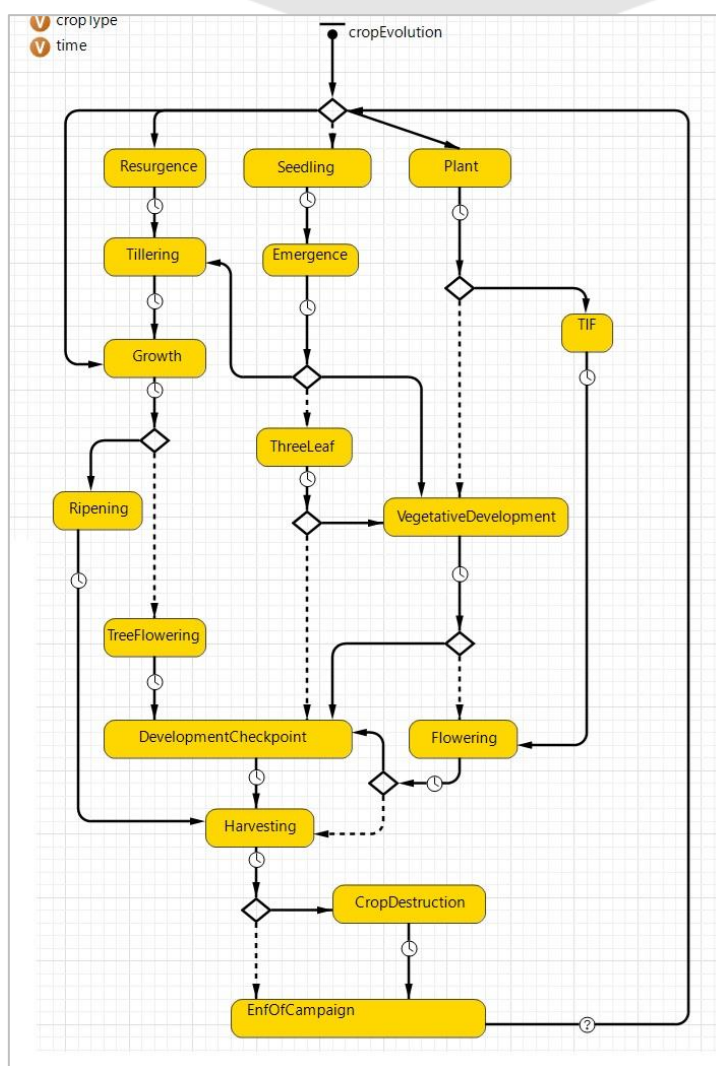 cropType
time
cropEvolution
Resurgence
Seedling
Plant
Tillering
Emergence
TIF
Growth
ThreeLeaf
Ripening
VegetativeDevelopment
TreeFlowering
DevelopmentCheckpoint
Flowering
Harvesting
CropDestruction
EnfOfCampaign
?